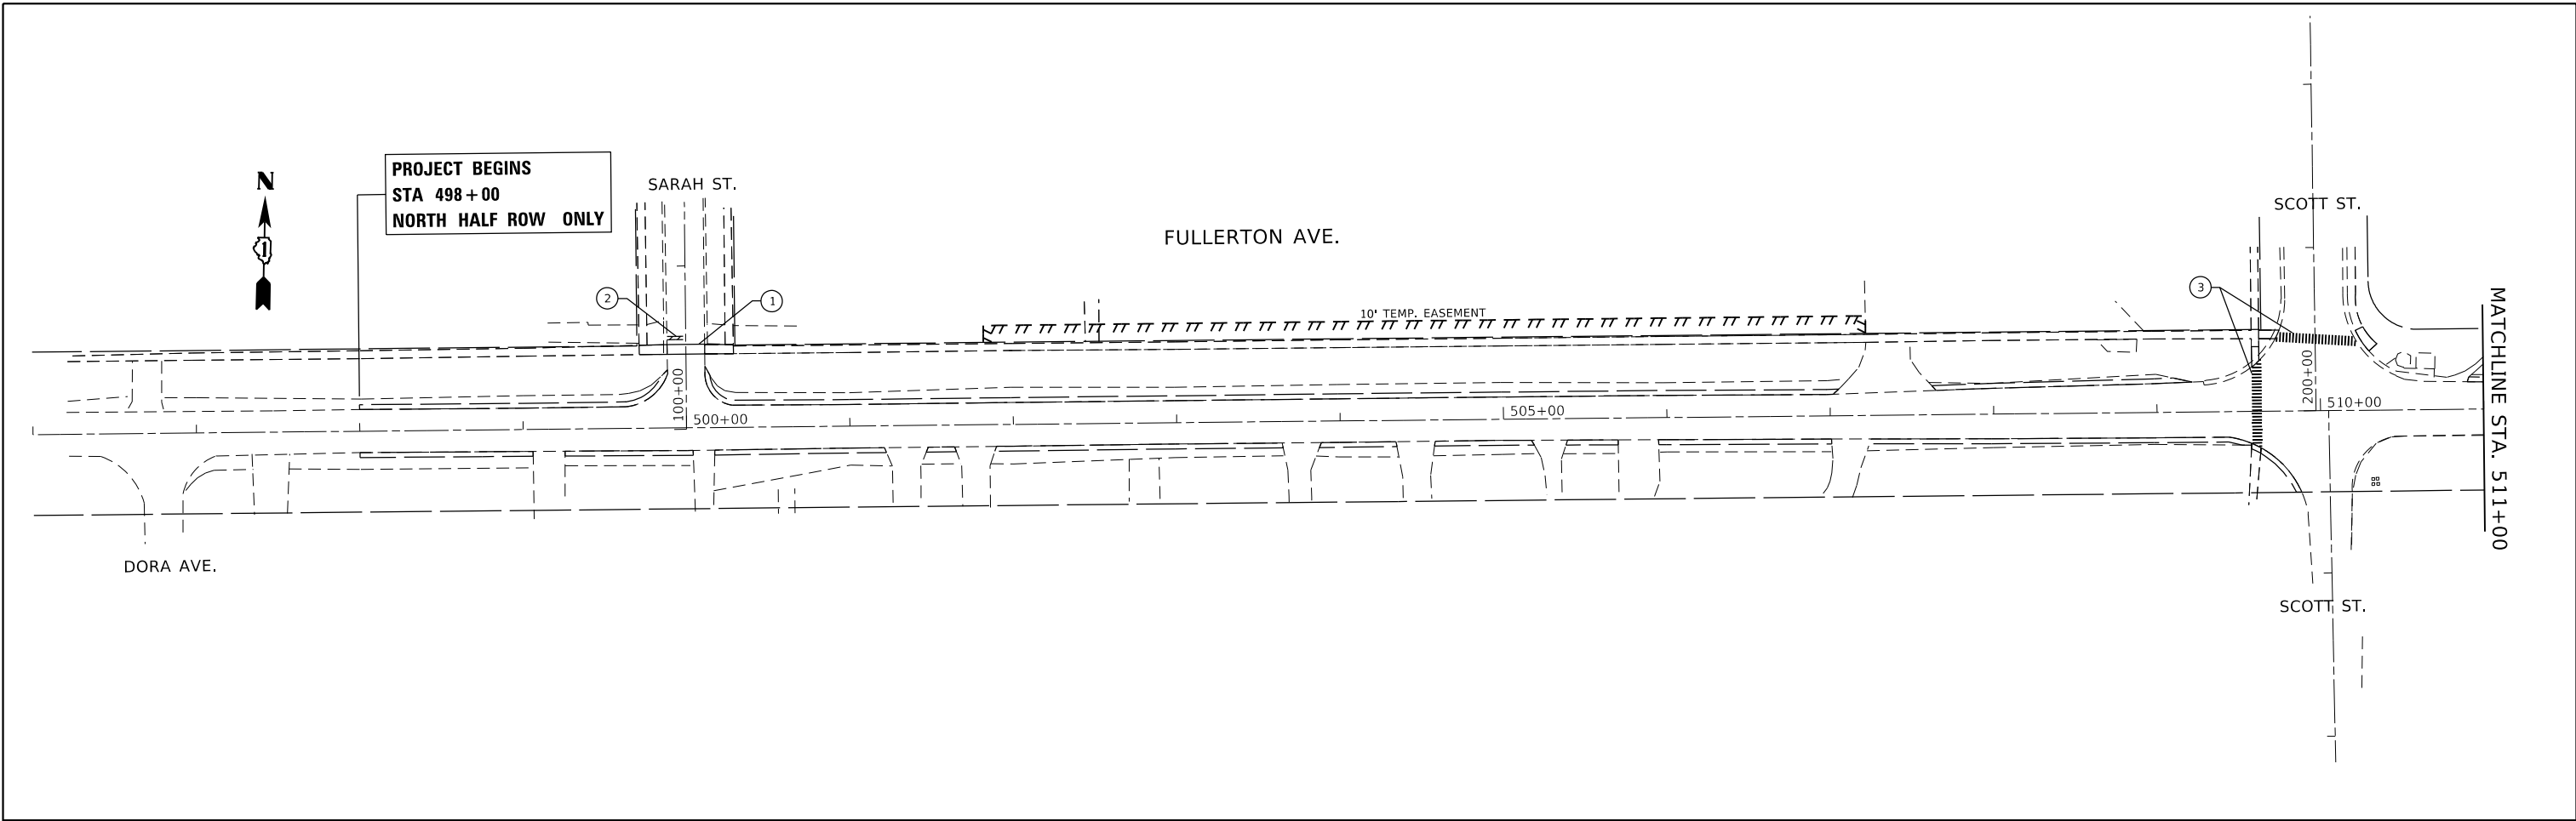 PROJECT BEGINS
STA 498+00
NORTH HALF ROW ONLY
N
1
SARAH ST.
FULLERTON AVE.
SCOTT ST.
2
1
3
10' TEMP. EASEMENT
MATCHLINE STA. 511+00
100+00
500+00
505+00
200+00
510+00
DORA AVE.
SCOTT ST.